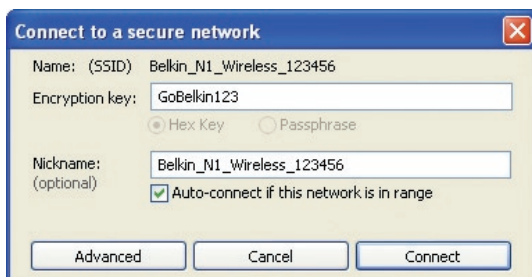 Connect to a secure network
Name: (SSID) Belkin_N1_Wireless_123456
Encryption key: GoBelkin123
Hex Key Passphrase
Nickname: Belkin_N1_Wireless_123456
(optional)
Auto-connect if this network is in range
Advanced Cancel Connect